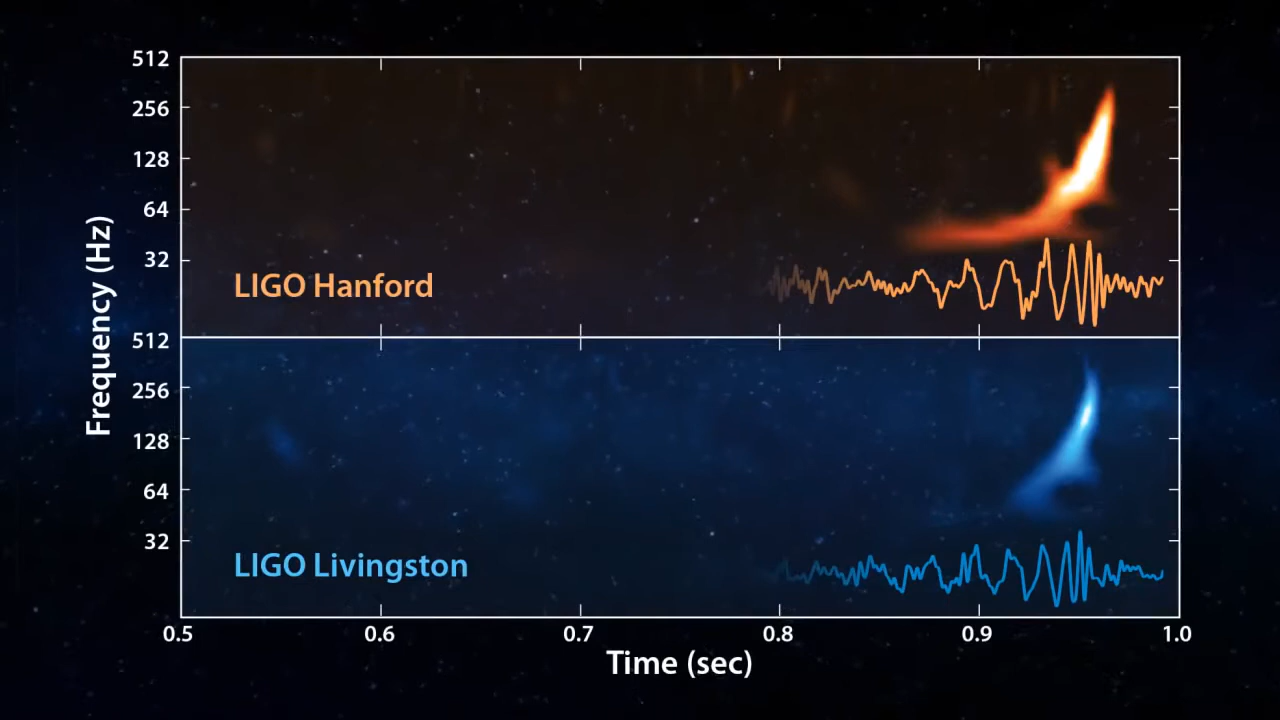 512
256
128
64
32
LIGO Hanford
Frequency (Hz)
512
256
128
64
32
LIGO Livingston
0.5 0.6 0.7 0.8 0.9 1.0
Time (sec)